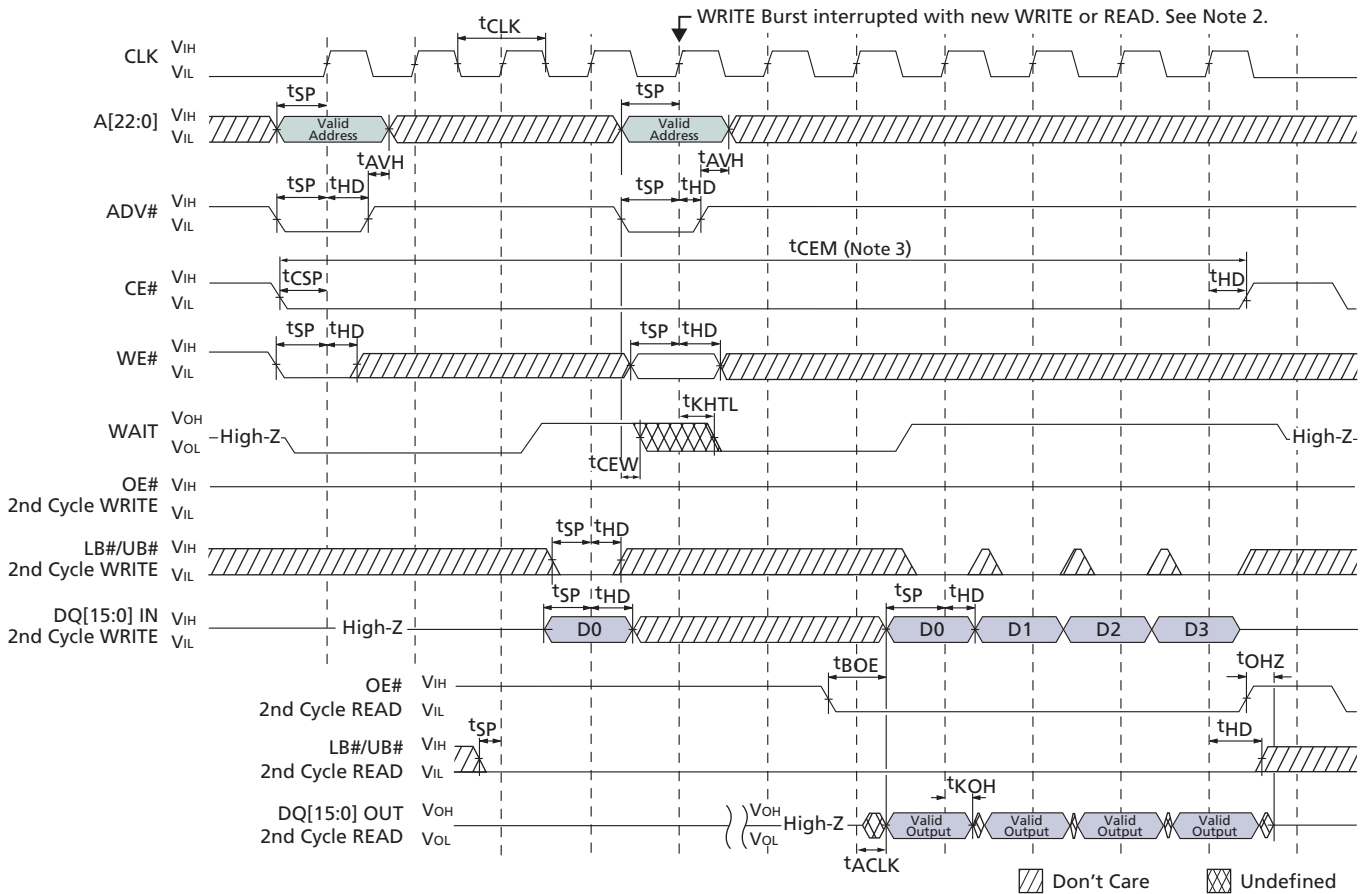 WRITE Burst interrupted with new WRITE or READ. See Note 2.
tCLK
CLK VIH
VIL
tSP tSP
A[22:0] VIH
VIL
Valid Address Valid Address
tAVH tAVH
tSP tHD tSP tHD
ADV# VIH
VIL
tCEM (Note 3)
CE# VIH
VIL
tCSP tHD
tSP tHD tSP tHD
WE# VIH
VIL
tKHTL
WAIT VOH
VOL
High-Z High-Z
tCEW
OE# VIH
2nd Cycle WRITE VIL
tSP tHD
LB#/UB# VIH
2nd Cycle WRITE VIL
tSP tHD tSP tHD
DQ[15:0] IN VIH
2nd Cycle WRITE VIL
High-Z D0 D0 D1 D2 D3
tBOE tOHZ
OE# VIH
2nd Cycle READ VIL
tSP tHD
LB#/UB# VIH
2nd Cycle READ VIL
tKOH
DQ[15:0] OUT VOH
2nd Cycle READ VOL
VOH
VOL
High-Z
Valid Output Valid Output Valid Output Valid Output
tACLK
Don't Care Undefined